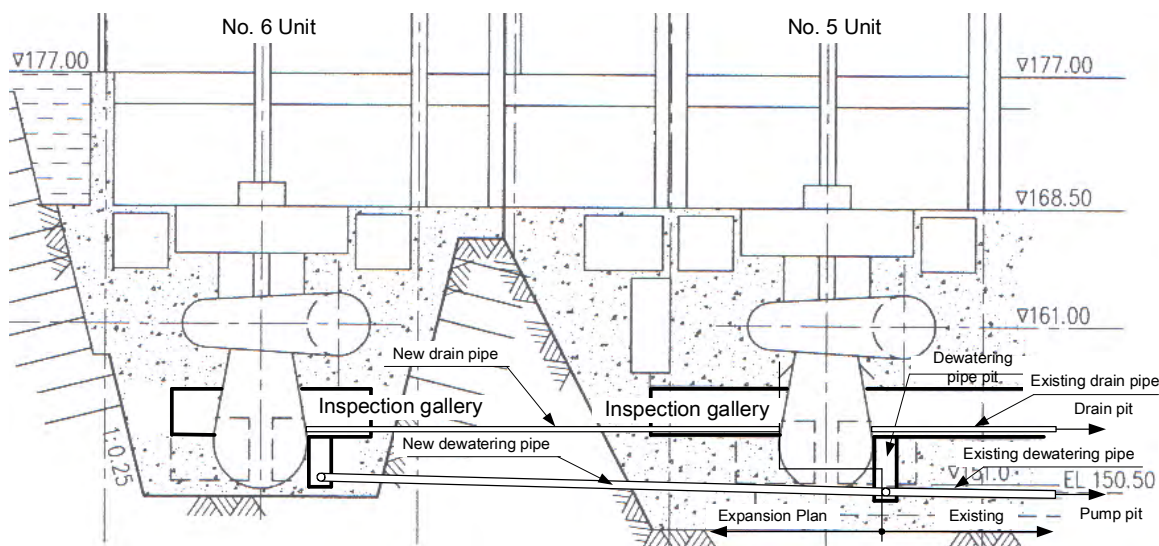 No. 6 Unit
No. 5 Unit
∇177.00
∇177.00
∇168.50
∇161.00
New drain pipe
Dewatering
pipe pit
Existing drain pipe
Inspection gallery
Inspection gallery
Drain pit
New dewatering pipe
Existing dewatering pipe
1:0.25
∇151.0
EL 150.50
Expansion Plan
Existing
Pump pit